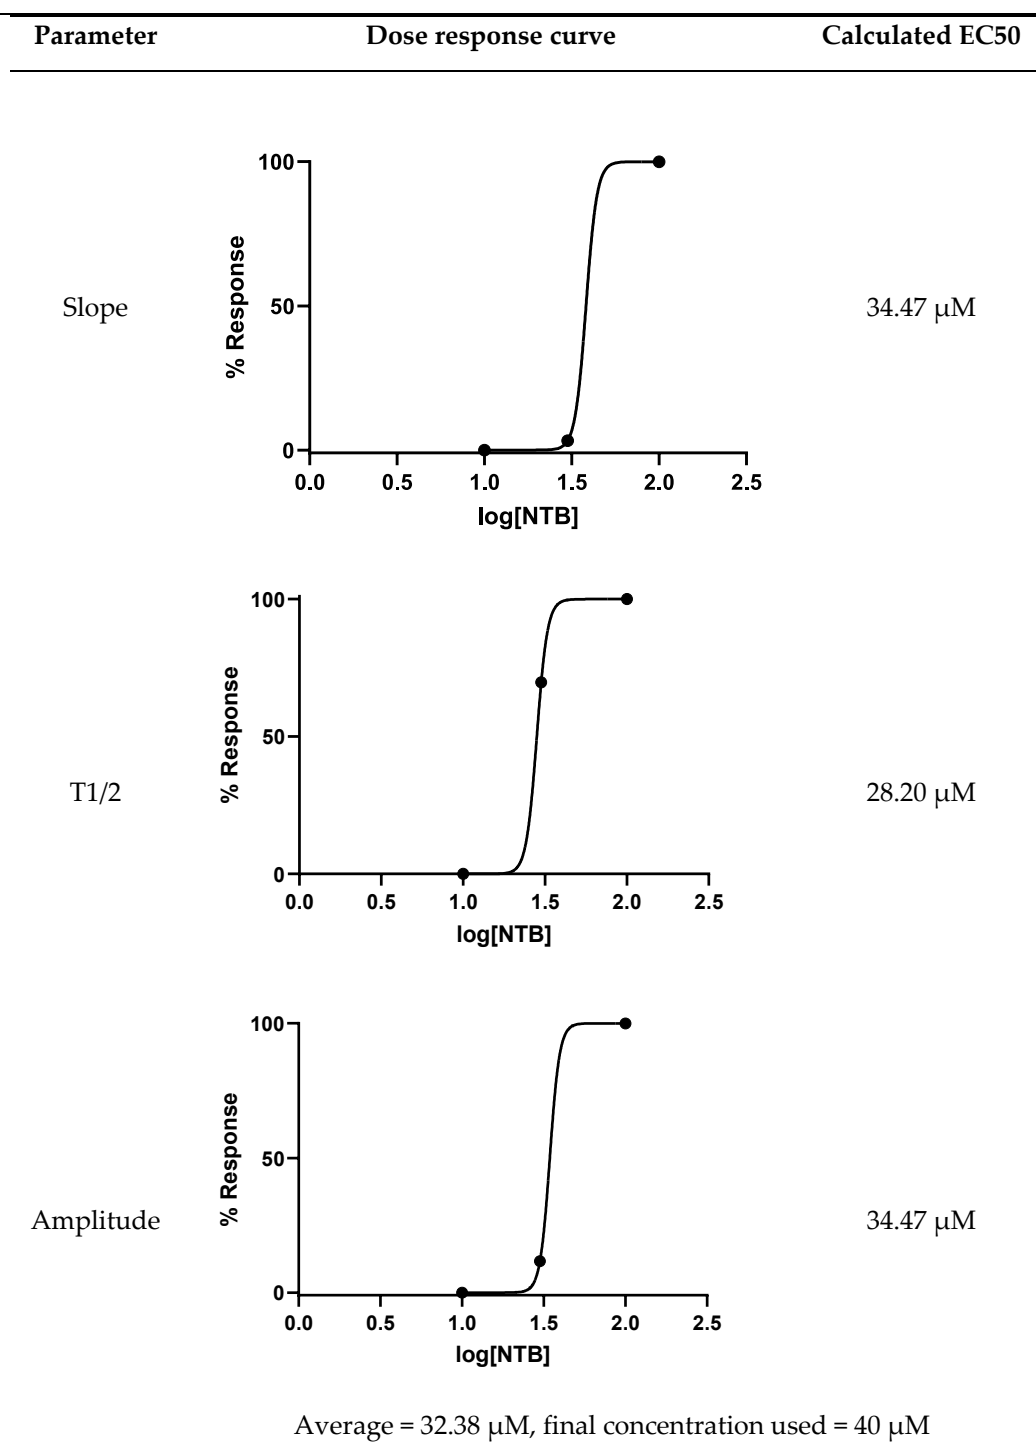 Parameter Dose response curve Calculated EC50
Slope
% Response
100
50
0
0.0 0.5 1.0 1.5 2.0 2.5
log[NTB]
34.47 µM
T1/2
% Response
100
50
0
0.0 0.5 1.0 1.5 2.0 2.5
log[NTB]
28.20 µM
Amplitude
% Response
100
50
0
0.0 0.5 1.0 1.5 2.0 2.5
log[NTB]
34.47 µM
Average = 32.38 µM, final concentration used = 40 µM